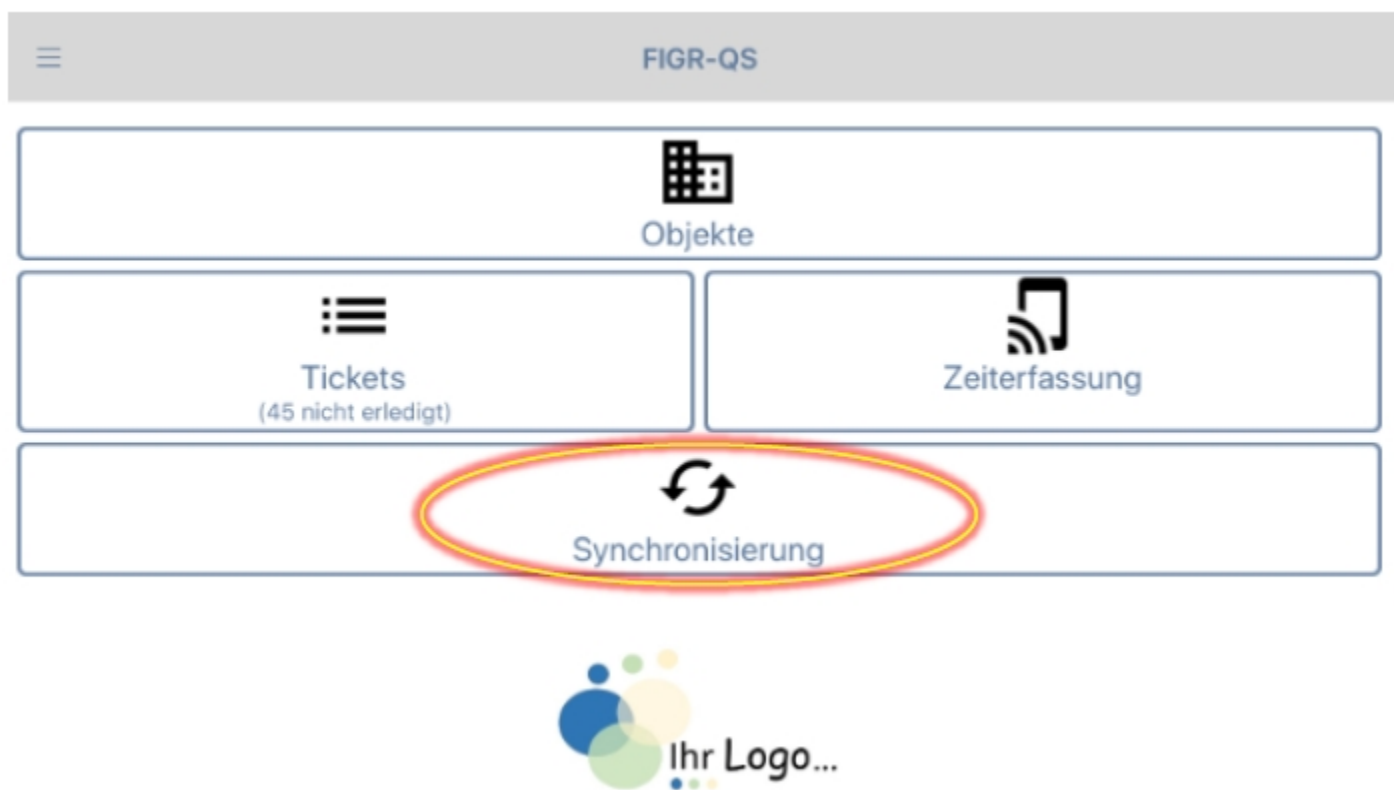 FIGR-QS
Objekte
Tickets
(45 nicht erledigt)
Zeiterfassung
Synchronisierung
Ihr Logo...